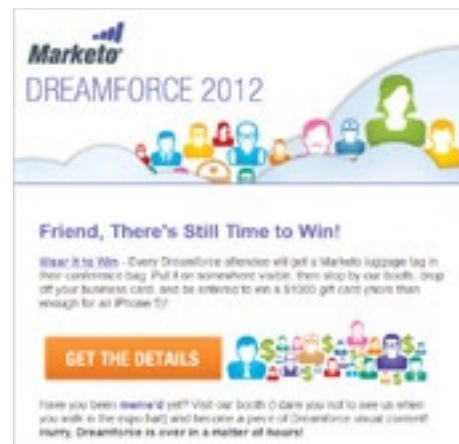 Marketo
DREAMFORCE 2012
Friend, There's Still Time to Win!
Wear It to Win - Every Dreamforce attendee will get a Marketo luggage tag in
their conference bag. Put it on somewhere visible, then stop by our booth, drop
off your business card, and be entered to win a $1000 gift card (more than
enough for an iPhone 5)!
GET THE DETAILS
Have you been meme'd yet? Visit our booth (I dare you not to see us when
you walk in the expo hall) and become a piece of Dreamforce visual content!
Hurry, Dreamforce is over in a matter of hours!